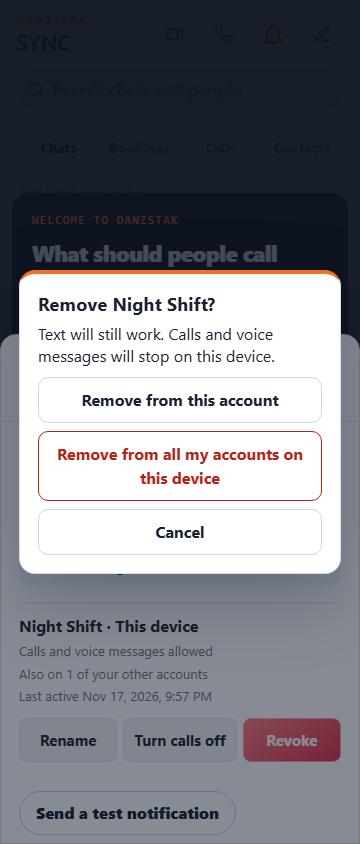 DANZSTAK
SYNC
Search chats and people
Chats
Bookings
Calls
Contacts
WELCOME TO DANZSTAK
What should people call
Remove Night Shift?
Text will still work. Calls and voice
messages will stop on this device.
Remove from this account
Remove from all my accounts on
this device
Cancel
Night Shift · This device
Calls and voice messages allowed
Also on 1 of your other accounts
Last active Nov 17, 2026, 9:57 PM
Rename
Turn calls off
Revoke
Send a test notification